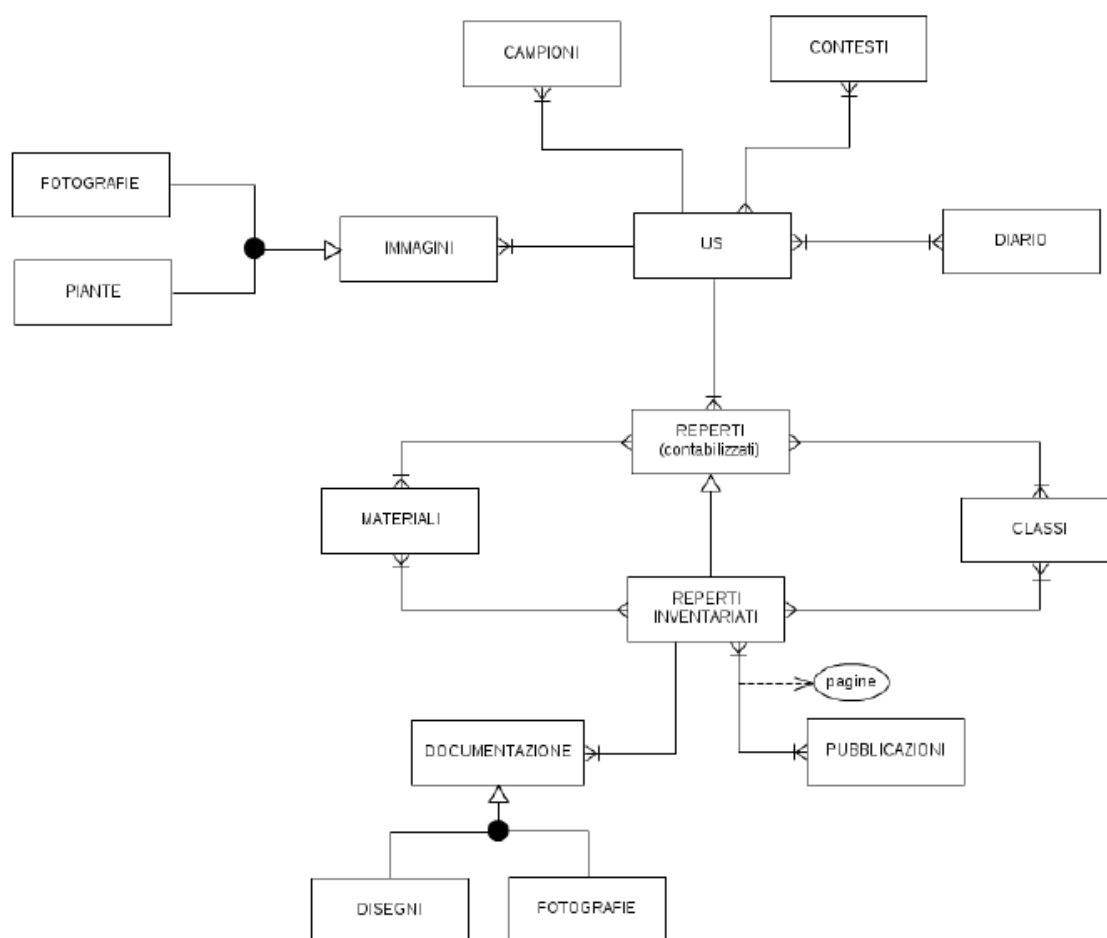 CAMPIONI
CONTESTI
FOTOGRAFIE
IMMAGINI
US
DIARIO
PIANTE
REPERTI
(contabilizzati)
MATERIALI
CLASSI
REPERTI
INVENTARIATI
pagine
DOCUMENTAZIONE
PUBBLICAZIONI
DISEGNI
FOTOGRAFIE